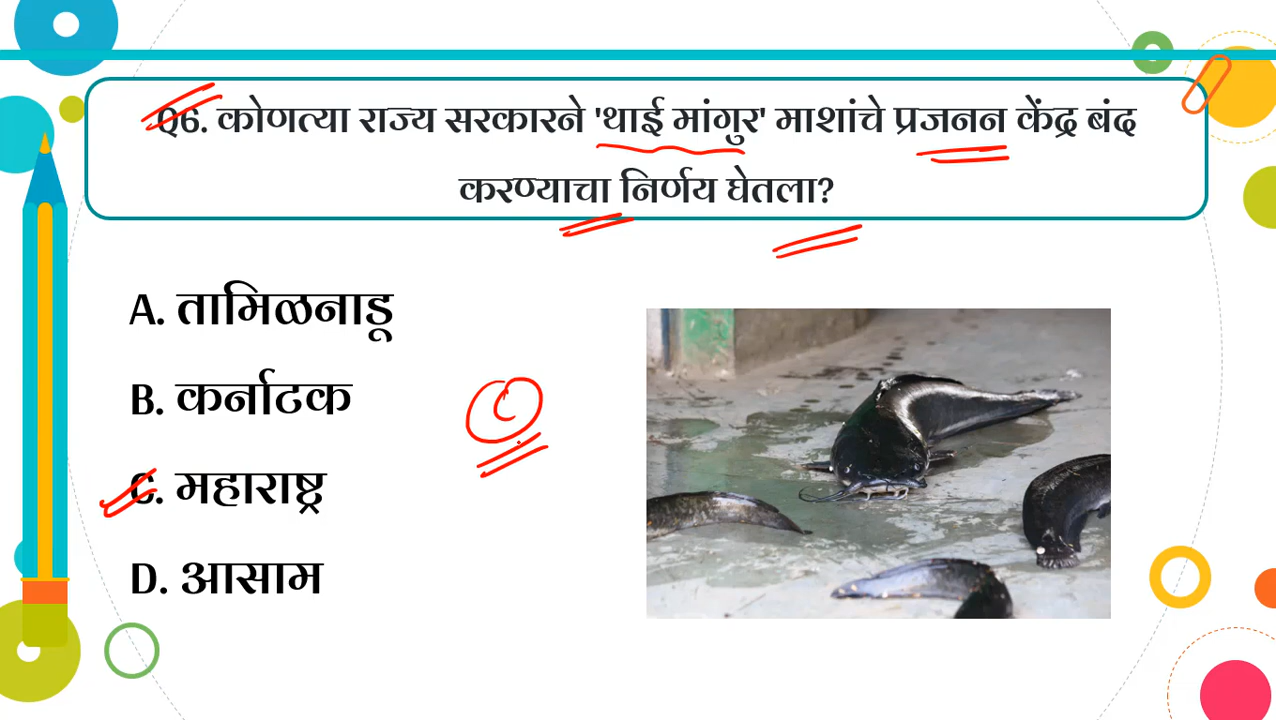 Q6. कोणत्या राज्य सरकारने 'थाई मांगुर' माशांचे प्रजनन केंद्र बंद
करण्याचा निर्णय घेतला?
A. तामिळनाडू
B. कर्नाटक
C
C. महाराष्ट्र
D. आसाम